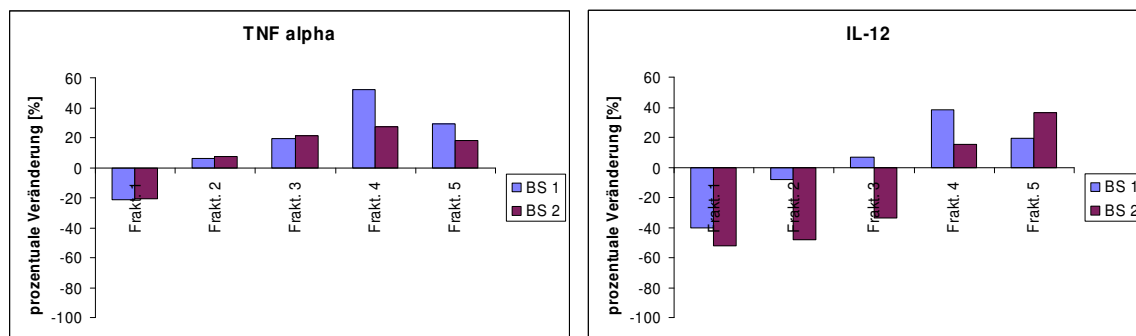 TNF alpha
prozentuale Veränderung [%]
60
40
20
0
-20
-40
-60
-80
-100
Frakt. 1
Frakt. 2
Frakt. 3
Frakt. 4
Frakt. 5
BS 1
BS 2
IL-12
prozentuale Veränderung [%]
60
40
20
0
-20
-40
-60
-80
-100
Frakt. 1
Frakt. 2
Frakt. 3
Frakt. 4
Frakt. 5
BS 1
BS 2